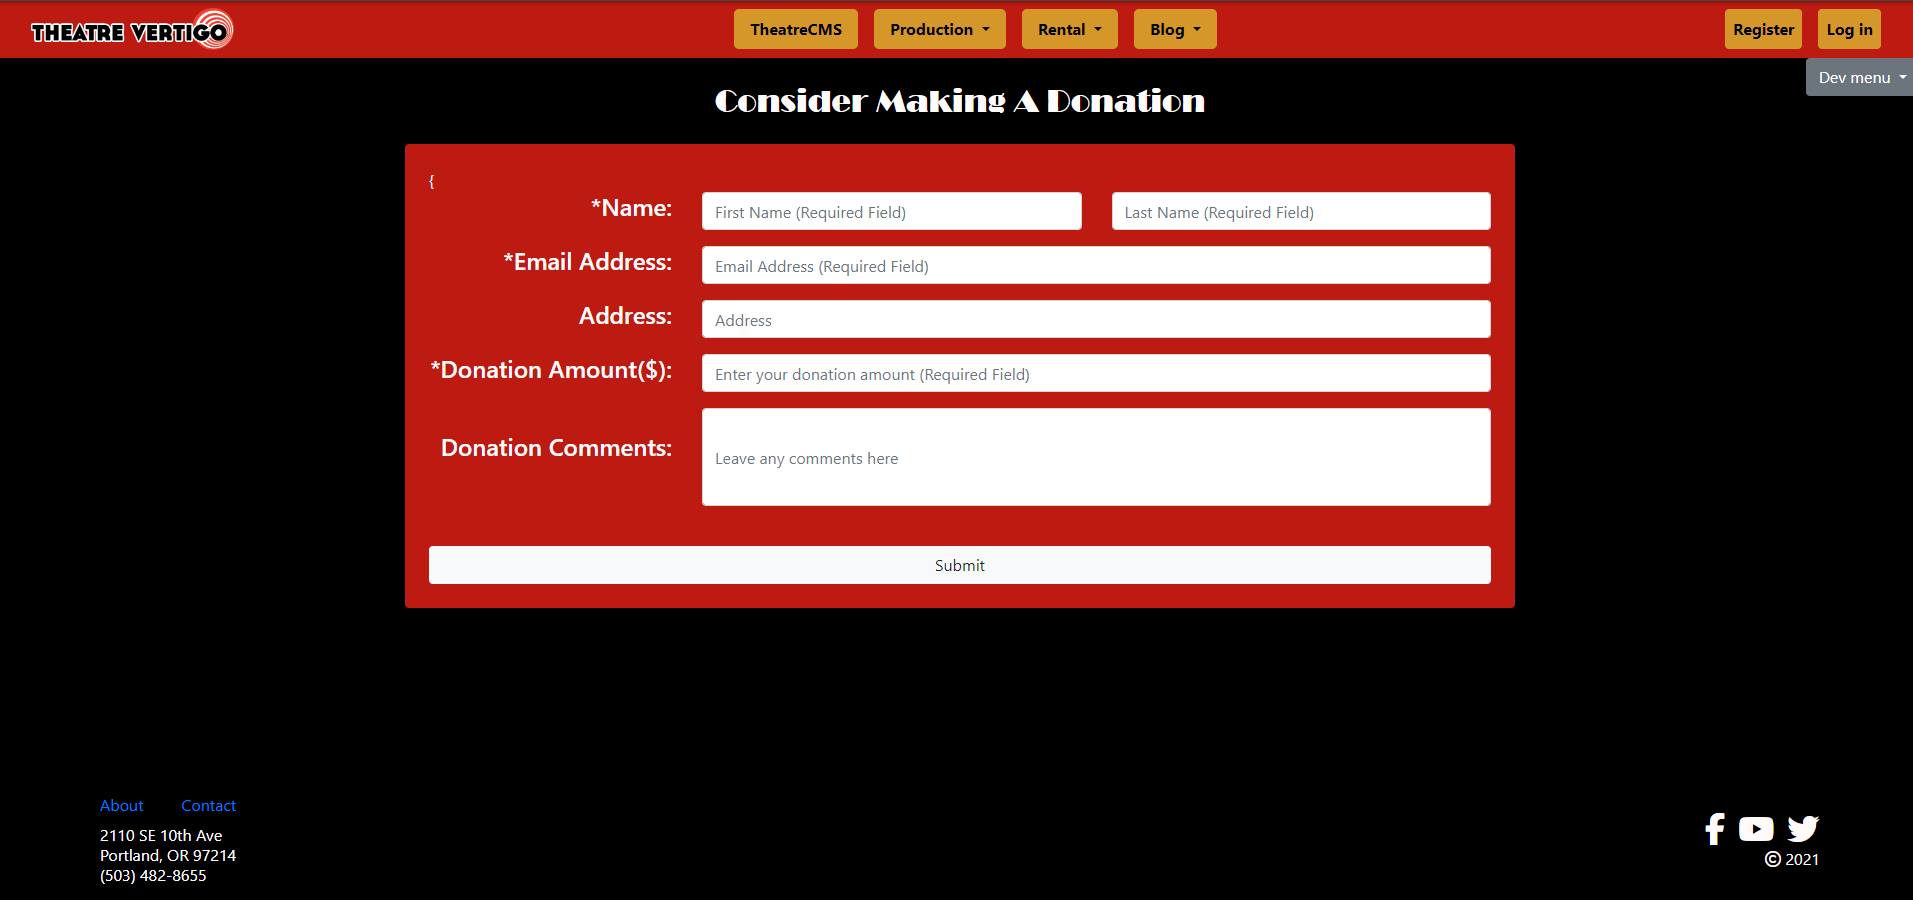 THEATRE VERTIGO
TheatreCMS Production Rental Blog Register Log in
Dev menu
Consider Making A Donation
{
*Name: First Name (Required Field) Last Name (Required Field)
*Email Address: Email Address (Required Field)
Address: Address
*Donation Amount($): Enter your donation amount (Required Field)
Donation Comments: Leave any comments here
Submit
About Contact
2110 SE 10th Ave
Portland, OR 97214
(503) 482-8655
© 2021